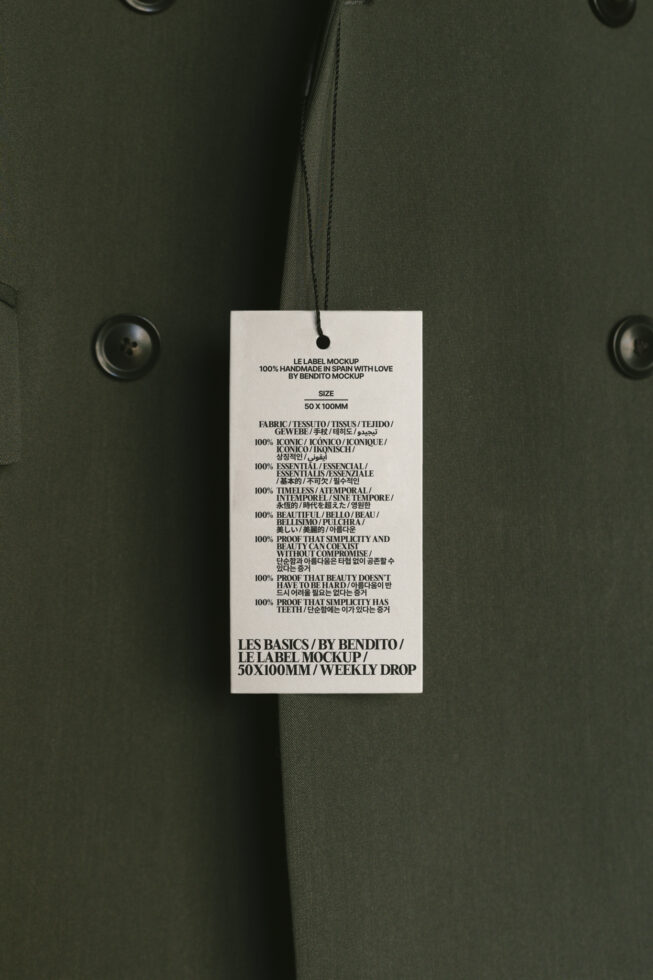 LE LABEL MOCKUP
100% HANDMADE IN SPAIN WITH LOVE
BY BENDITO MOCKUP
SIZE
50 X 100MM
FABRIC / TESSUTO / TISSUS / TEJIDO /
GEWEBE / 手杖 / 테히도 / تيجيدو
100% ICONIC / ICÓNICO / ICONIQUE /
ICONICO / IKONISCH /
상징적인 / أيقوني
100% ESSENTIAL / ESSENCIAL /
ESSENTIALIS /ESSENZIALE
/ 基本的 / 不可欠 / 필수적인
100% TIMELESS / ATEMPORAL /
INTEMPOREL / SINE TEMPORE /
永恆的 / 時代を超えた / 영원한
100% BEAUTIFUL / BELLO / BEAU /
BELLISIMO / PULCHRA /
美しい / 美麗的 / 아름다운
100% PROOF THAT SIMPLICITY AND
BEAUTY CAN COEXIST
WITHOUT COMPROMISE /
단순함과 아름다움은 타협 없이 공존할 수
있다는 증거
100% PROOF THAT BEAUTY DOESN'T
HAVE TO BE HARD / 아름다움이 반
드시 어려울 필요는 없다는 증거
100% PROOF THAT SIMPLICITY HAS
TEETH / 단순함에는 이가 있다는 증거
LES BASICS / BY BENDITO /
LE LABEL MOCKUP /
50X100MM / WEEKLY DROP